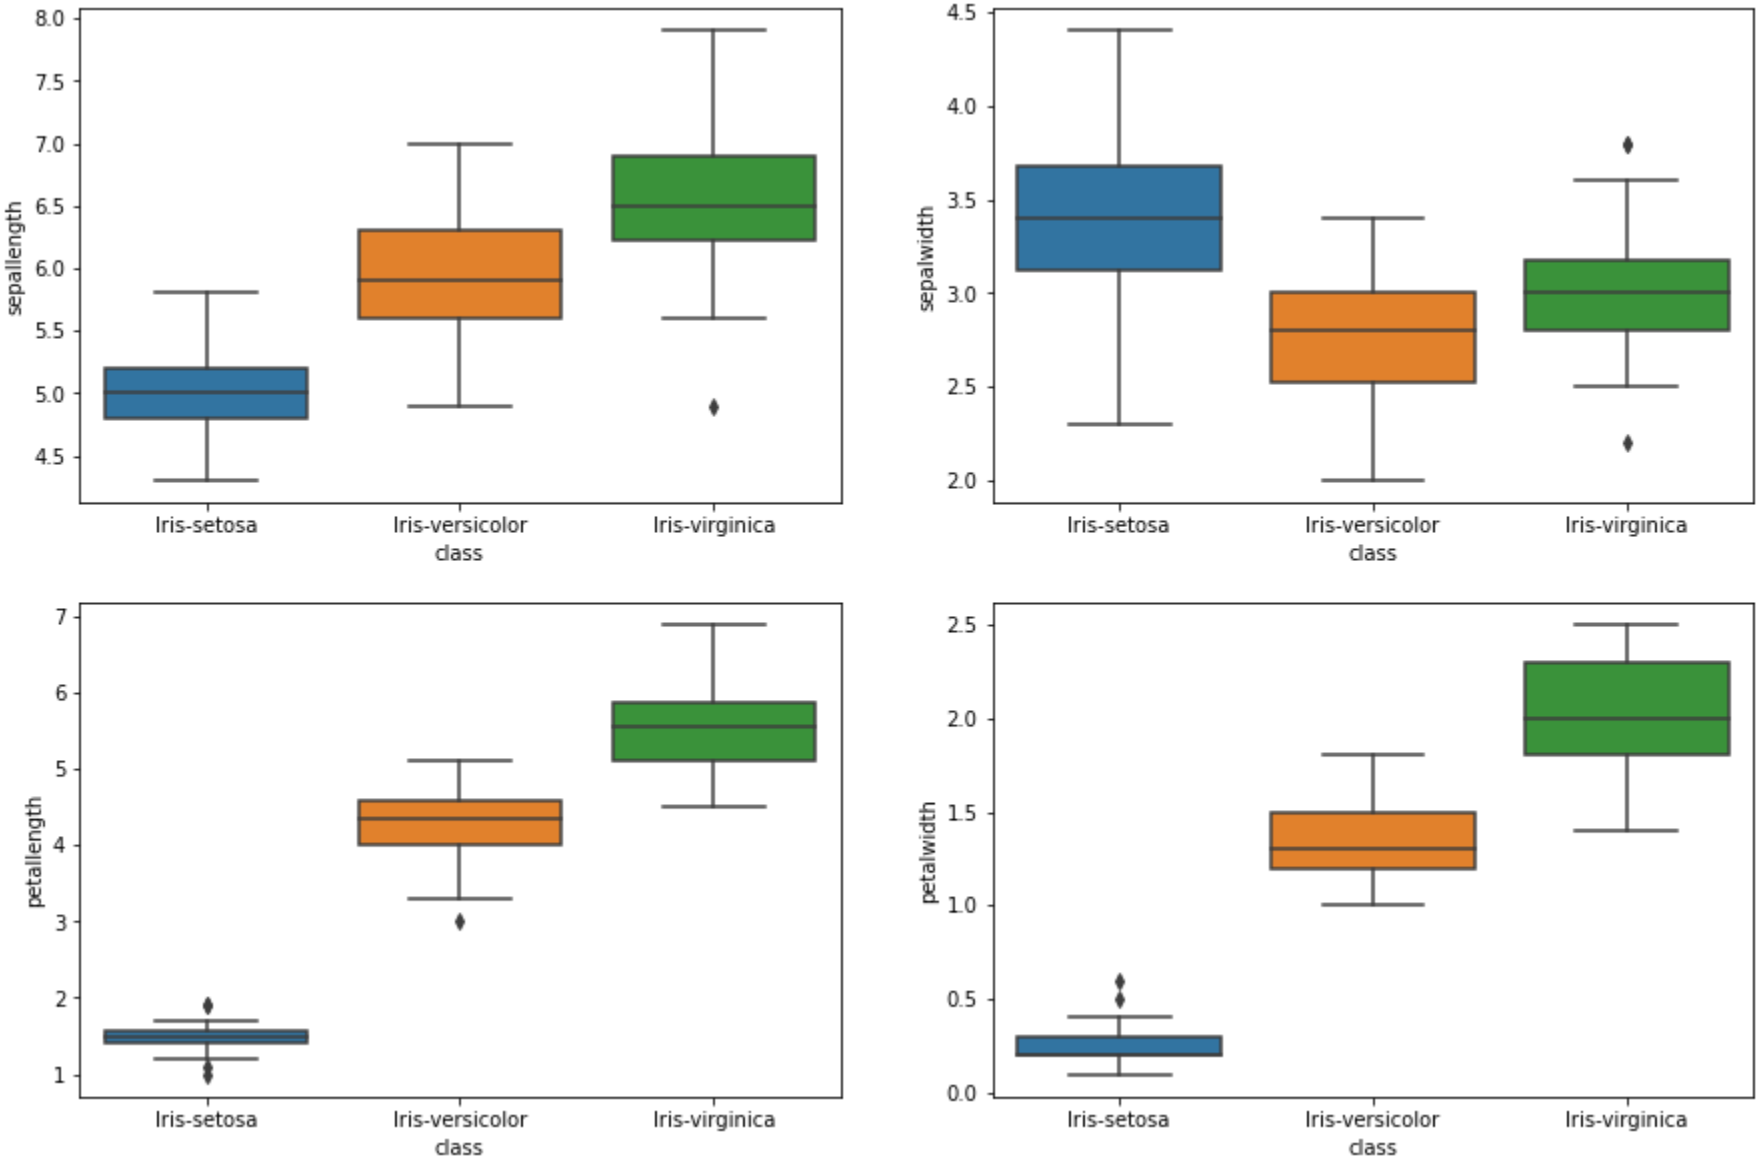 8.0
7.5
7.0
6.5
6.0
5.5
5.0
4.5
sepallength
Iris-setosa Iris-versicolor Iris-virginica
class
4.5
4.0
3.5
3.0
2.5
2.0
sepalwidth
Iris-setosa Iris-versicolor Iris-virginica
class
7
6
5
4
3
2
1
petallength
Iris-setosa Iris-versicolor Iris-virginica
class
2.5
2.0
1.5
1.0
0.5
0.0
petalwidth
Iris-setosa Iris-versicolor Iris-virginica
class